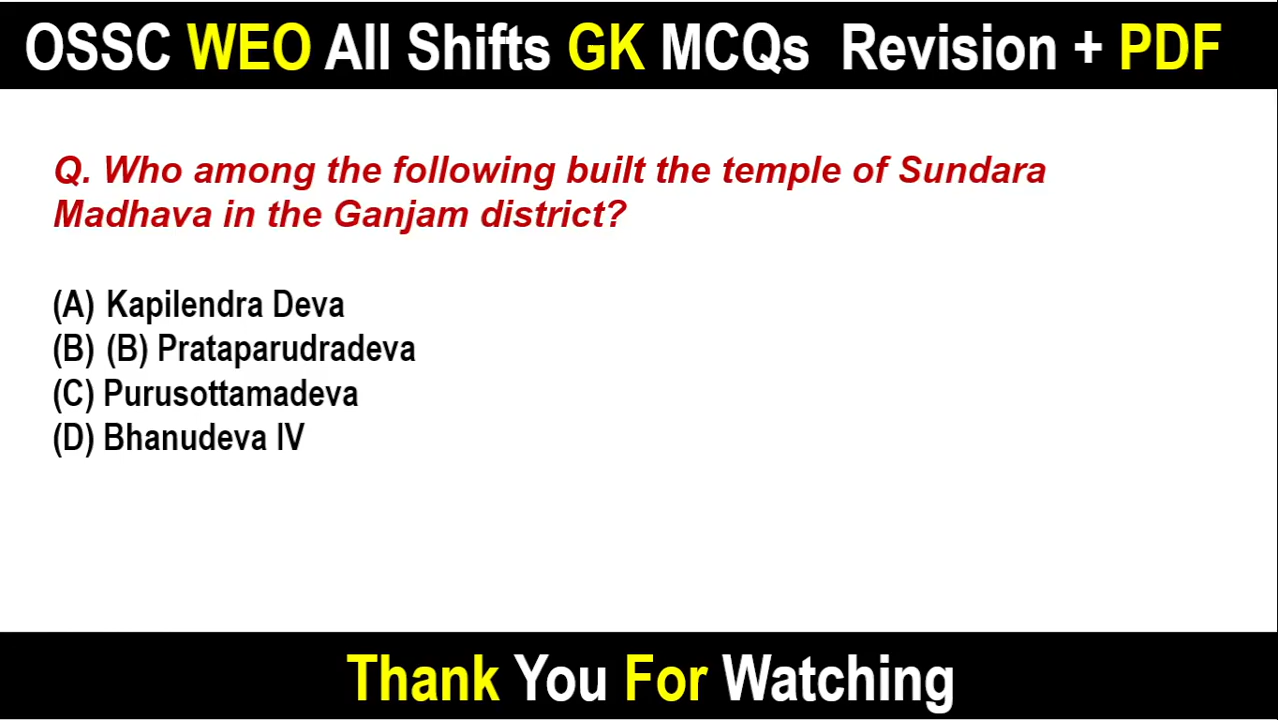 OSSC WEO All Shifts GK MCQs Revision + PDF
Q. Who among the following built the temple of Sundara
Madhava in the Ganjam district?
(A) Kapilendra Deva
(B) (B) Prataparudradeva
(C) Purusottamadeva
(D) Bhanudeva IV
Thank You For Watching